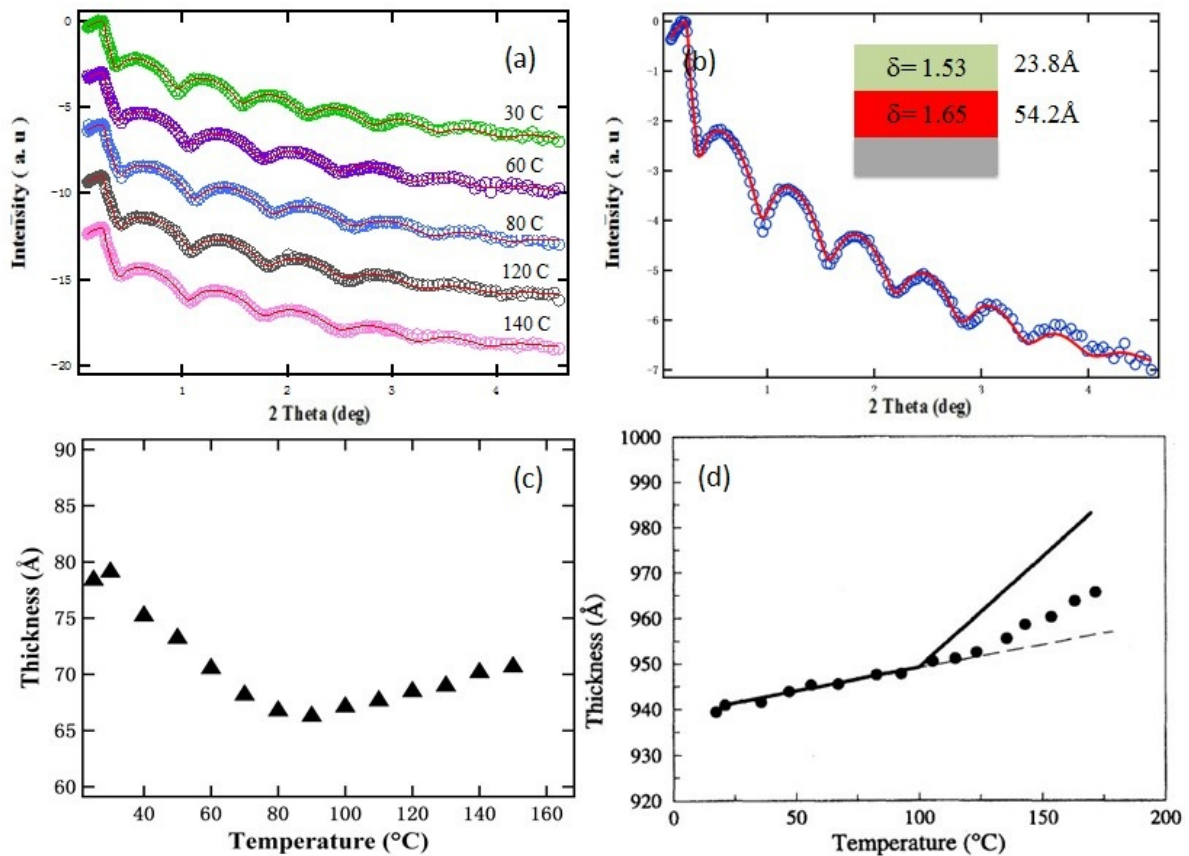 (a)
0
-5
-10
-15
-20
Intensity ( a. u )
30 C
60 C
80 C
120 C
140 C
1
2
3
4
2 Theta (deg)
(b)
0
-1
-2
-3
-4
-5
-6
-7
Intensity ( a. u )
δ= 1.53
23.8Å
δ= 1.65
54.2Å
1
2
3
4
2 Theta (deg)
(c)
90
85
80
75
70
65
60
Thickness (Å)
40
60
80
100
120
140
160
Temperature (°C)
(d)
1000
990
980
970
960
950
940
930
920
Thickness (Å)
0
50
100
150
200
Temperature (°C)